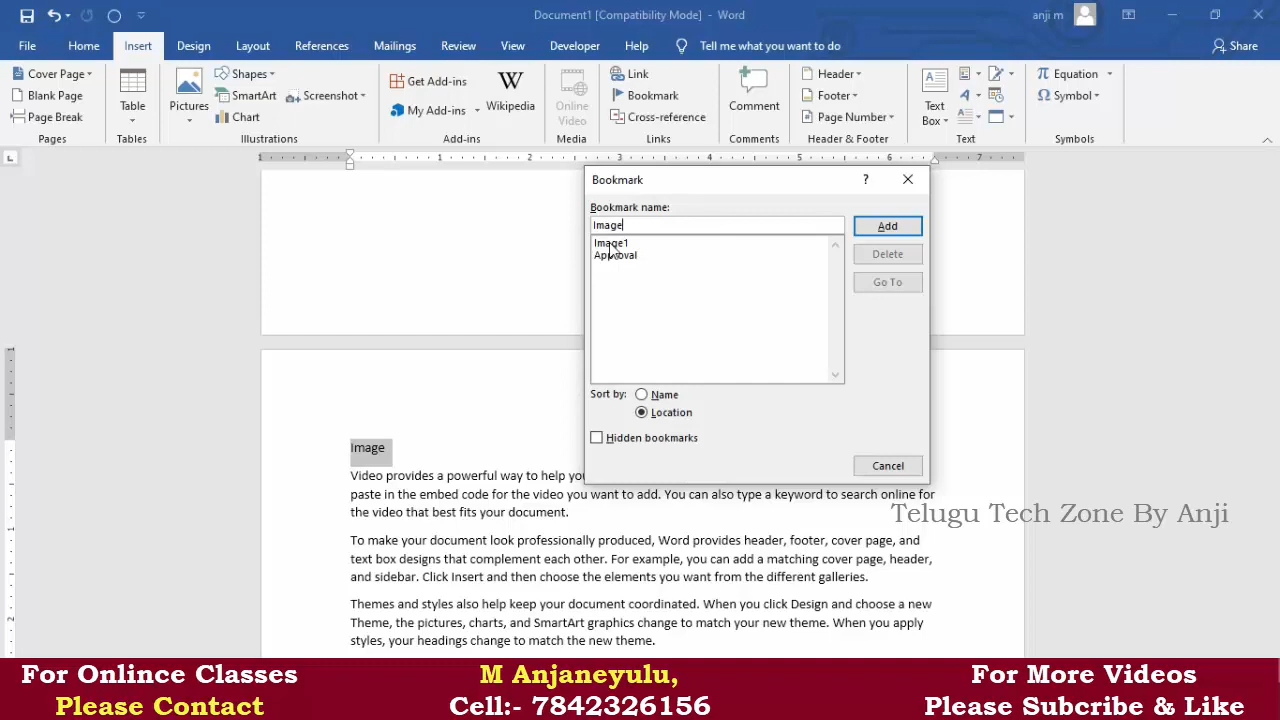 Document1 [Compatibility Mode] - Word
anji m
File Home Insert Design Layout References Mailings Review View Developer Help Tell me what you want to do Share
Cover Page
Blank Page
Page Break
Pages
Table
Tables
Pictures
Shapes
SmartArt
Chart
Screenshot
Illustrations
Get Add-ins
My Add-ins
Wikipedia
Add-ins
Online Video
Media
Link
Bookmark
Cross-reference
Links
Comment
Comments
Header
Footer
Page Number
Header & Footer
Text Box
Text
Equation
Symbol
Symbols
1 1 2 3 4 5 6 7
Bookmark ? 
Bookmark name:
Image
Add
Image1
Approval
Delete
Go To
Sort by: Name
Location
Hidden bookmarks
Cancel
Image
Video provides a powerful way to help you
paste in the embed code for the video you want to add. You can also type a keyword to search online for
the video that best fits your document.
To make your document look professionally produced, Word provides header, footer, cover page, and
text box designs that complement each other. For example, you can add a matching cover page, header,
and sidebar. Click Insert and then choose the elements you want from the different galleries.
Themes and styles also help keep your document coordinated. When you click Design and choose a new
Theme, the pictures, charts, and SmartArt graphics change to match your new theme. When you apply
styles, your headings change to match the new theme.
Telugu Tech Zone By Anji
For Onlince Classes
Please Contact
M Anjaneyulu,
Cell:- 7842326156
For More Videos
Please Subcribe & Like